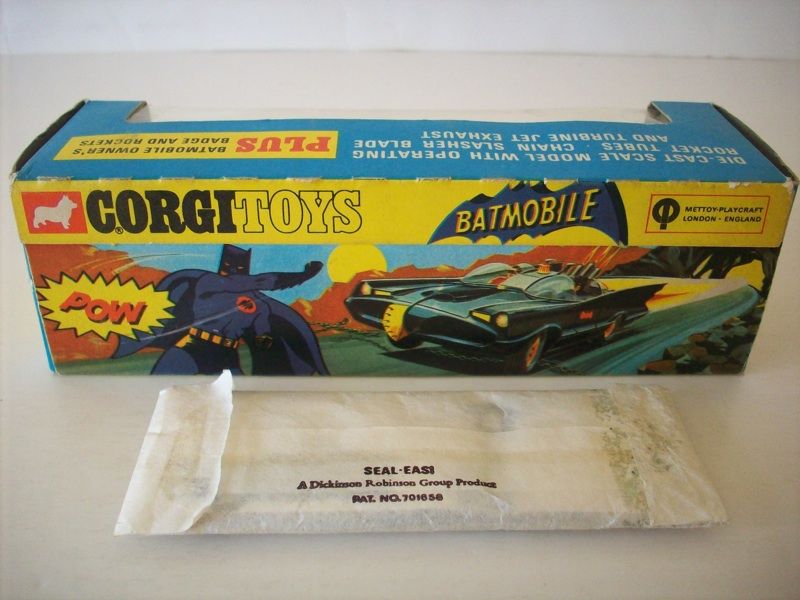 DIE-CAST SCALE MODEL WITH OPERATING
ROCKET TUBES · CHAIN SLASHER BLADE
AND TURBINE JET EXHAUST
PLUS
BATMOBILE OWNER'S
BADGE AND ROCKETS
CORGI TOYS
®
BATMOBILE
METTOY-PLAYCRAFT
LONDON · ENGLAND
POW
SEAL-EASI
A Dickinson Robinson Group Product
PAT. NO.701658